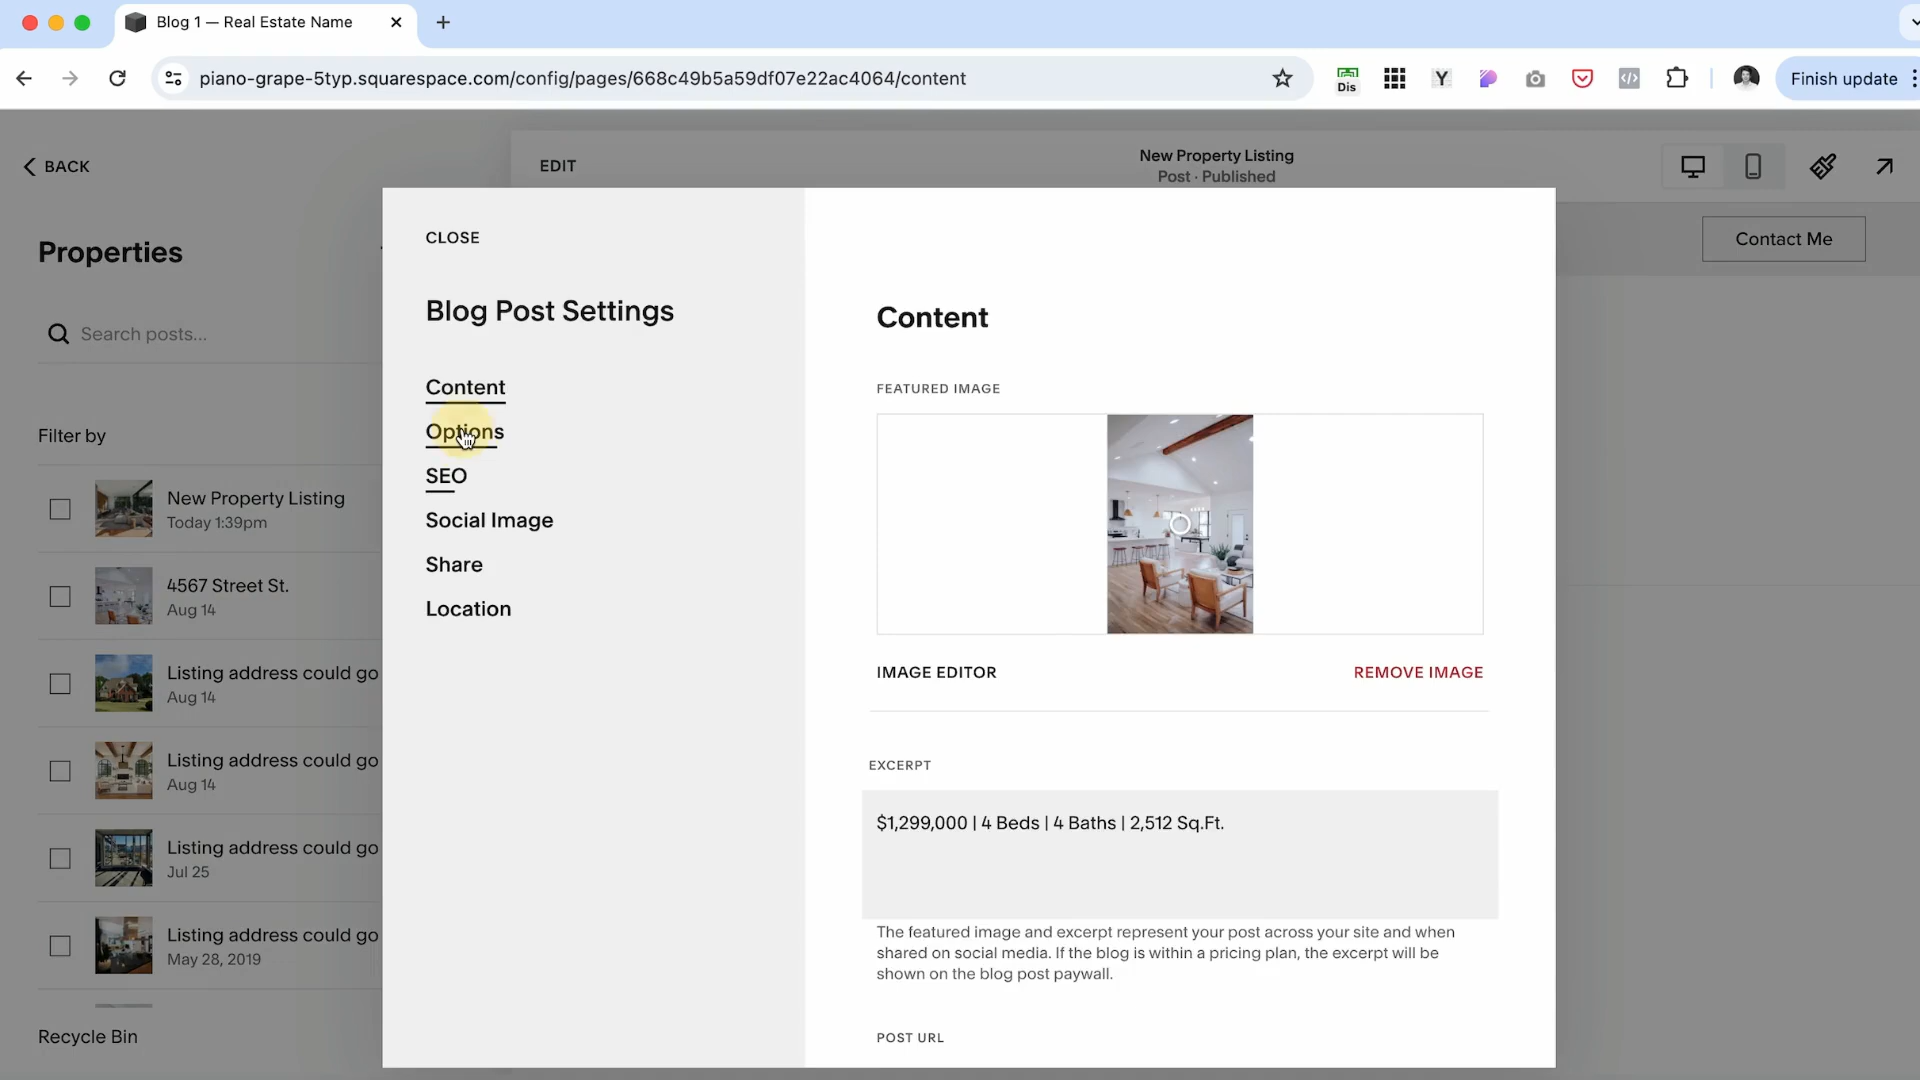 Blog 1 — Real Estate Name
piano-grape-5typ.squarespace.com/config/pages/668c49b5a59df07e22ac4064/content
Dis
Y
Finish update
BACK
EDIT
New Property Listing
Post · Published
Properties
Contact Me
Search posts...
Filter by
New Property Listing
Today 1:39pm
4567 Street St.
Aug 14
Listing address could go
Aug 14
Listing address could go
Aug 14
Listing address could go
Jul 25
Listing address could go
May 28, 2019
Recycle Bin
CLOSE
Blog Post Settings
Content
Options
SEO
Social Image
Share
Location
Content
FEATURED IMAGE
IMAGE EDITOR
REMOVE IMAGE
EXCERPT
$1,299,000 | 4 Beds | 4 Baths | 2,512 Sq.Ft.
The featured image and excerpt represent your post across your site and when
shared on social media. If the blog is within a pricing plan, the excerpt will be
shown on the blog post paywall.
POST URL